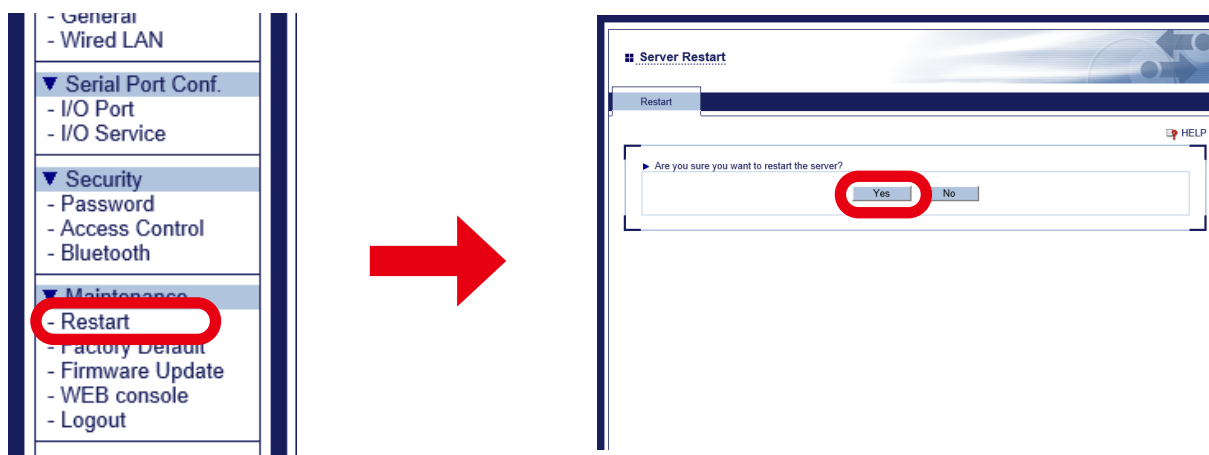 - General
- Wired LAN
▼ Serial Port Conf.
- I/O Port
- I/O Service
▼ Security
- Password
- Access Control
- Bluetooth
▼ Maintenance
- Restart
- Factory Default
- Firmware Update
- WEB console
- Logout
Server Restart
Restart
HELP
▶ Are you sure you want to restart the server?
Yes No